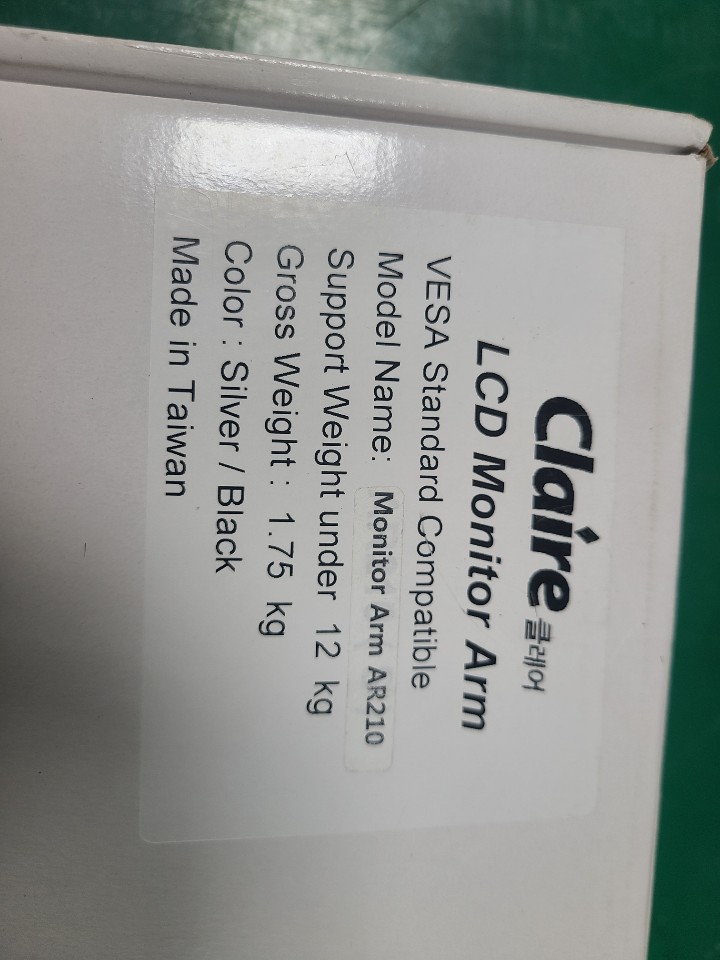 Claire 클레어
LCD Monitor Arm
VESA Standard Compatible
Model Name: Monitor Arm AR210
Support Weight under 12 kg
Gross Weight : 1.75 kg
Color : Silver / Black
Made in Taiwan